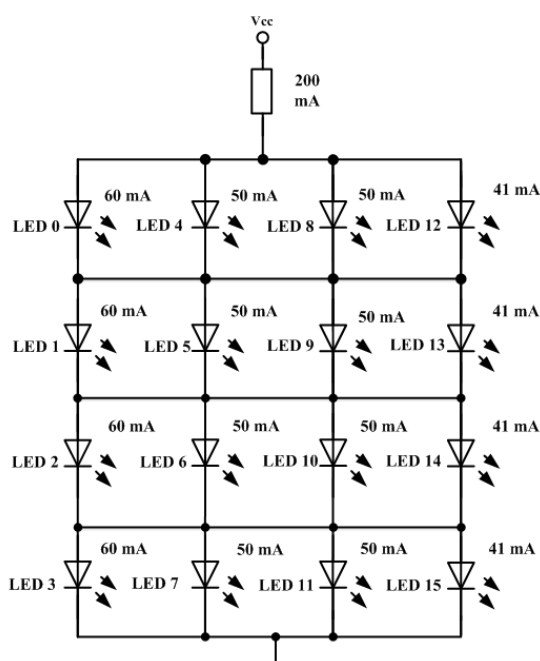 Vcc
200
mA
60 mA
50 mA
50 mA
41 mA
LED 0
LED 4
LED 8
LED 12
60 mA
50 mA
50 mA
41 mA
LED 1
LED 5
LED 9
LED 13
60 mA
50 mA
50 mA
41 mA
LED 2
LED 6
LED 10
LED 14
60 mA
50 mA
50 mA
41 mA
LED 3
LED 7
LED 11
LED 15